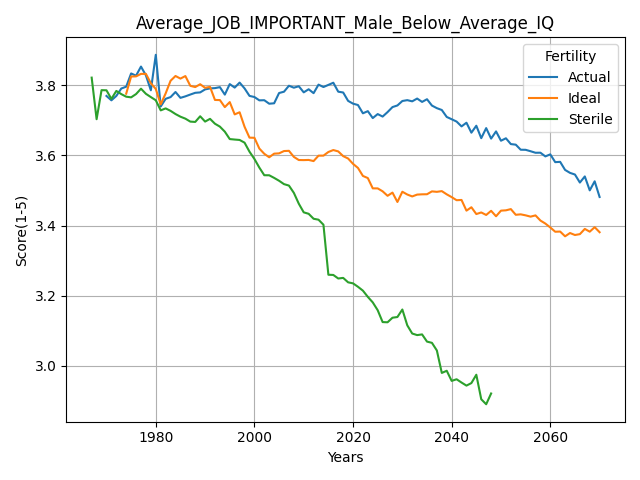 Average_JOB_IMPORTANT_Male_Below_Average_IQ
Fertility
Actual
Ideal
Sterile
Score(1-5)
3.8
3.6
3.4
3.2
3.0
1980 2000 2020 2040 2060
Years